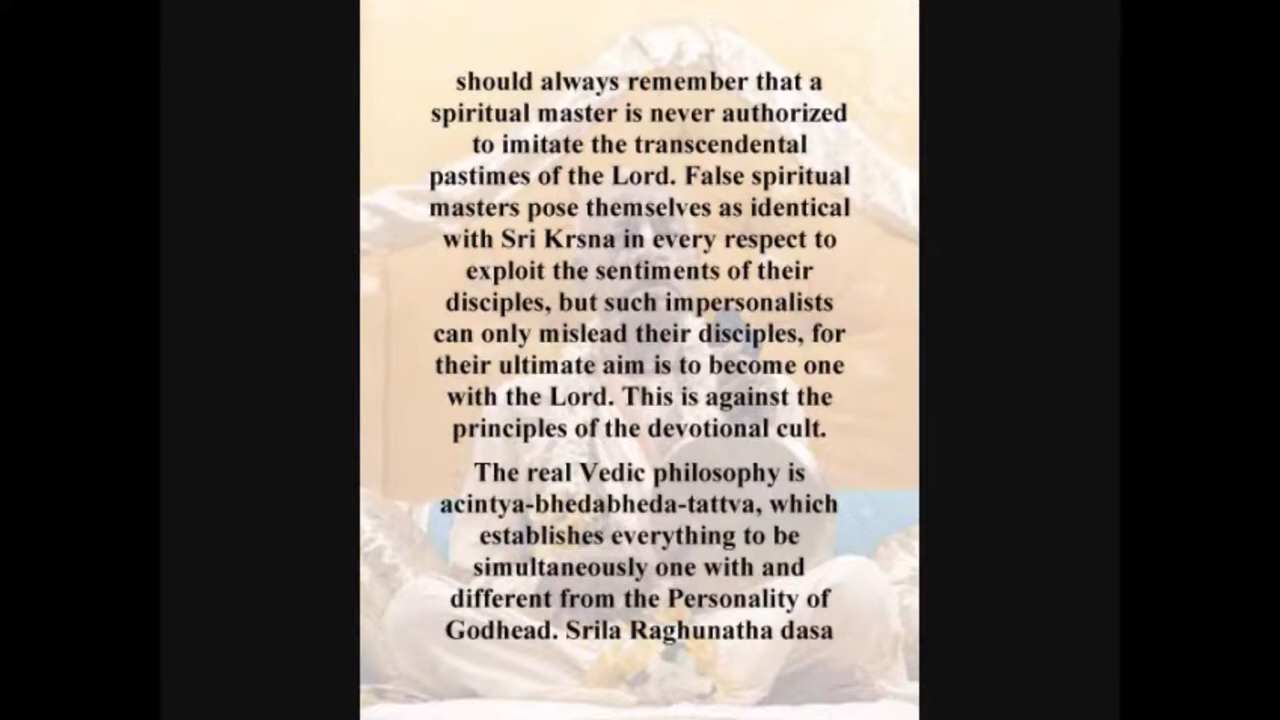 should always remember that a
spiritual master is never authorized
to imitate the transcendental
pastimes of the Lord. False spiritual
masters pose themselves as identical
with Sri Krsna in every respect to
exploit the sentiments of their
disciples, but such impersonalists
can only mislead their disciples, for
their ultimate aim is to become one
with the Lord. This is against the
principles of the devotional cult.
The real Vedic philosophy is
acintya-bhedabheda-tattva, which
establishes everything to be
simultaneously one with and
different from the Personality of
Godhead. Srila Raghunatha dasa